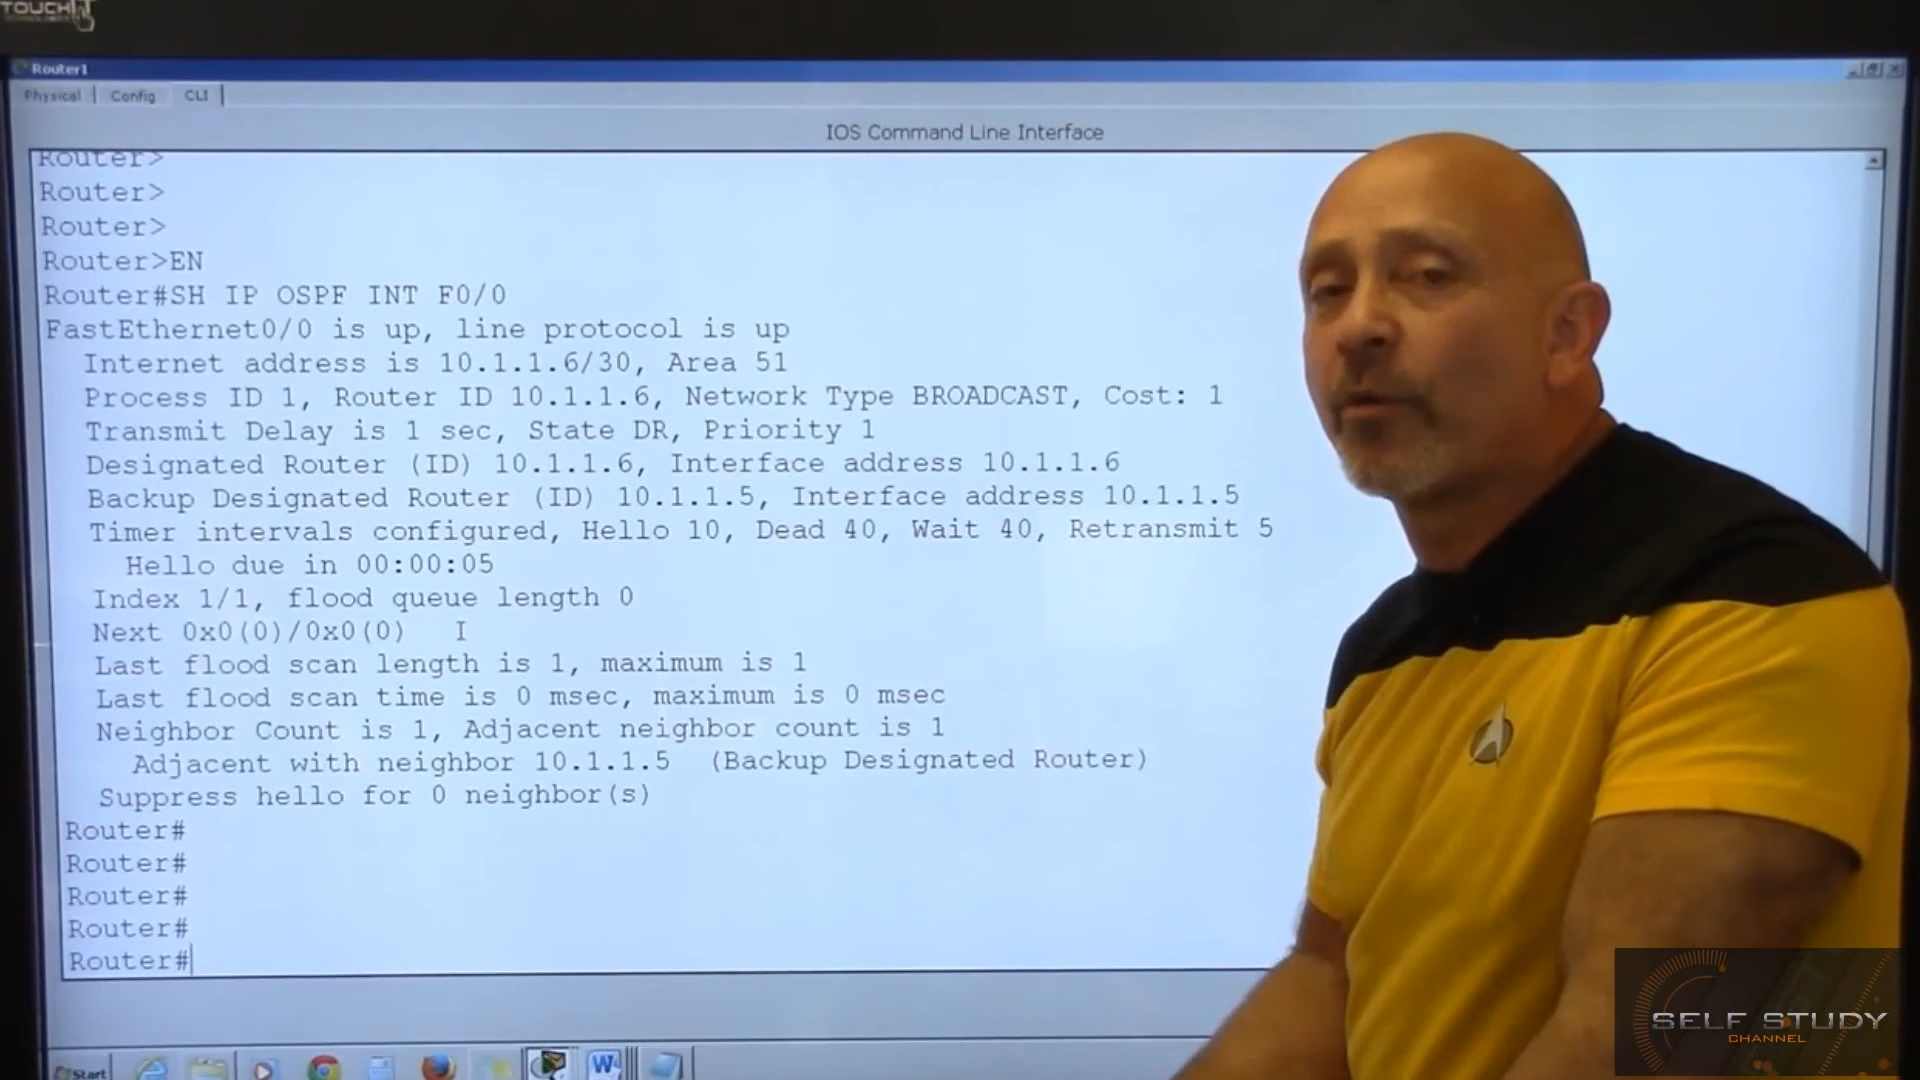 TOUCHIT
Router1
Physical Config CLI
IOS Command Line Interface
Router>
Router>
Router>
Router>EN
Router#SH IP OSPF INT F0/0
FastEthernet0/0 is up, line protocol is up
Internet address is 10.1.1.6/30, Area 51
Process ID 1, Router ID 10.1.1.6, Network Type BROADCAST, Cost: 1
Transmit Delay is 1 sec, State DR, Priority 1
Designated Router (ID) 10.1.1.6, Interface address 10.1.1.6
Backup Designated Router (ID) 10.1.1.5, Interface address 10.1.1.5
Timer intervals configured, Hello 10, Dead 40, Wait 40, Retransmit 5
Hello due in 00:00:05
Index 1/1, flood queue length 0
Next 0x0(0)/0x0(0)
Last flood scan length is 1, maximum is 1
Last flood scan time is 0 msec, maximum is 0 msec
Neighbor Count is 1, Adjacent neighbor count is 1
Adjacent with neighbor 10.1.1.5 (Backup Designated Router)
Suppress hello for 0 neighbor(s)
Router#
Router#
Router#
Router#
Router#
Start
W
SELF STUDY
CHANNEL